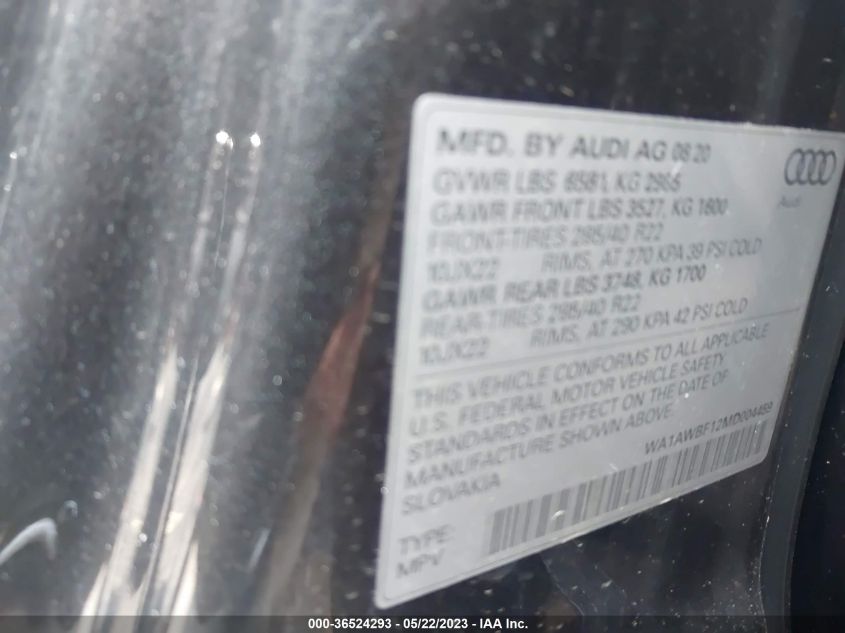 MFD. BY AUDI AG 08 20
GVWR LBS 6581, KG 2985
GAWR FRONT LBS 3527, KG 1600
FRONT-TIRES 285/40 R22
10JX22 RIMS, AT 270 KPA 39 PSI COLD
GAWR REAR LBS 3748, KG 1700
REAR-TIRES 285/40 R22
10JX22 RIMS, AT 290 KPA 42 PSI COLD
Audi
THIS VEHICLE CONFORMS TO ALL APPLICABLE
U.S. FEDERAL MOTOR VEHICLE SAFETY
STANDARDS IN EFFECT ON THE DATE OF
MANUFACTURE SHOWN ABOVE.
SLOVAKIA
WA1AWBF12MD004489
TYPE:
MPV
000-36524293 - 05/22/2023 - IAA Inc.